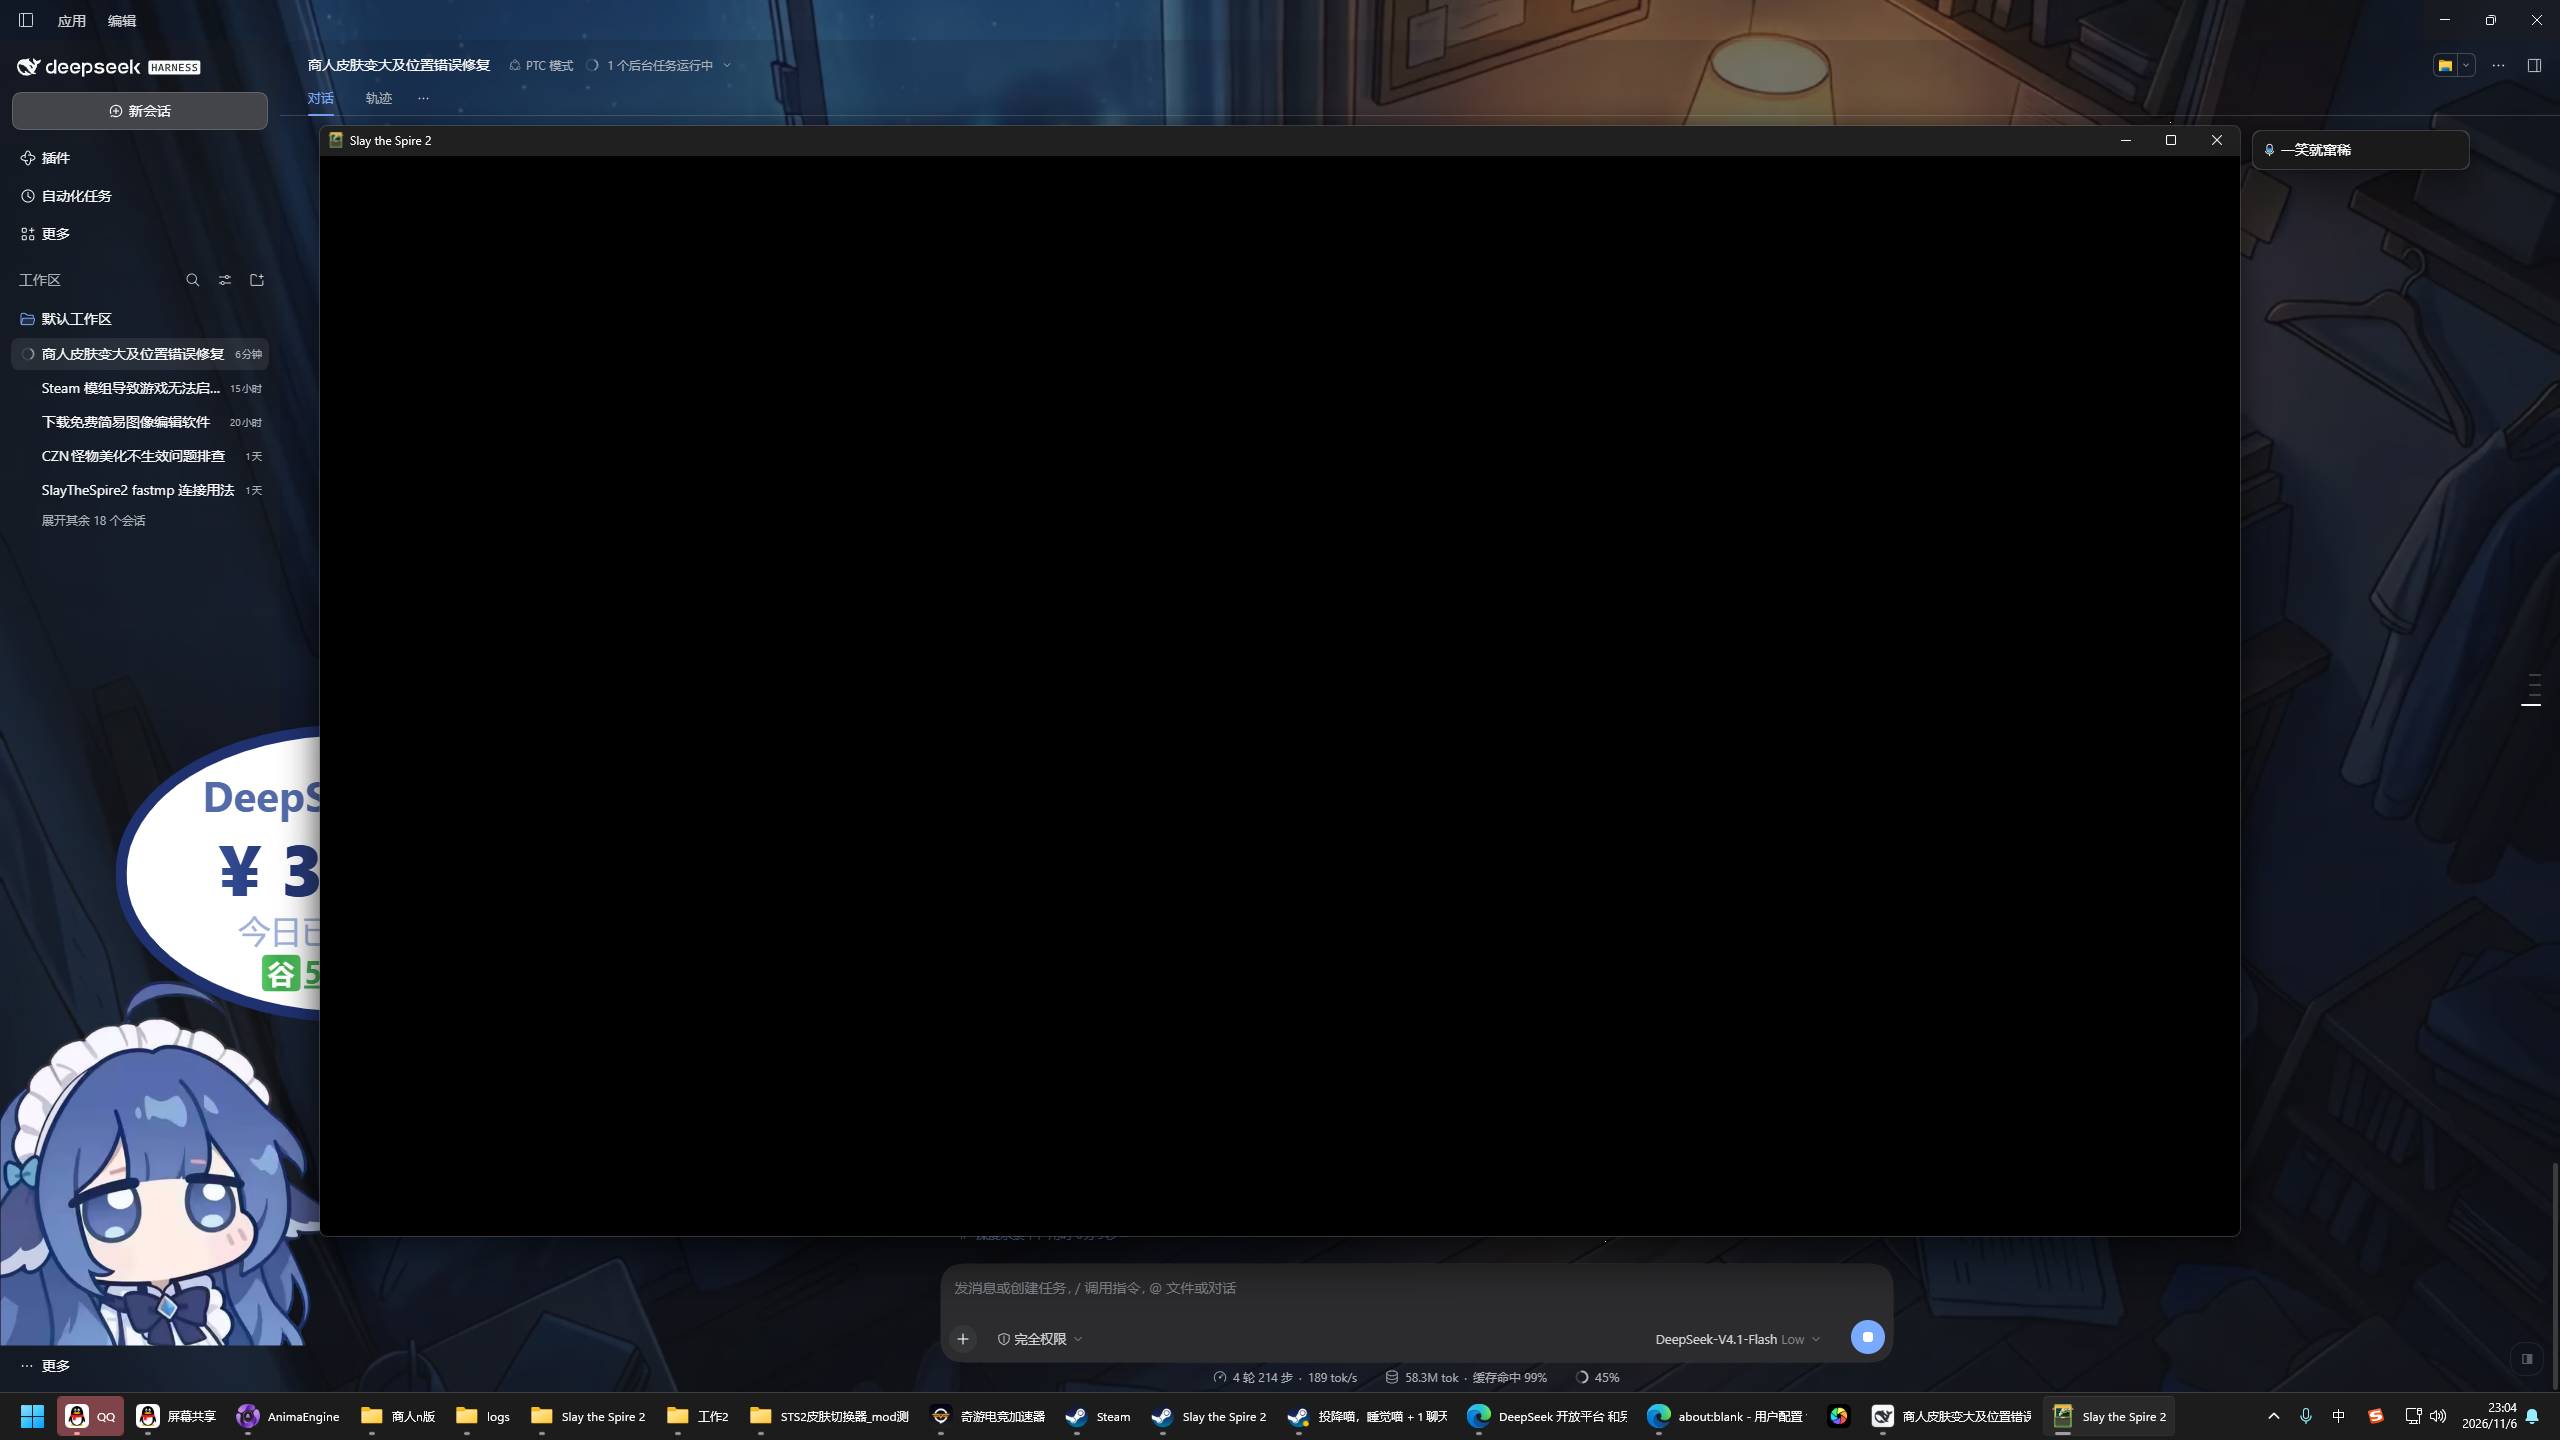 应用 编辑
deepseek HARNESS
商人皮肤变大及位置错误修复 PTC 模式 1 个后台任务运行中
对话 轨迹 ...
新会话
Slay the Spire 2
一笑就窜稀
插件
自动化任务
更多
工作区
默认工作区
商人皮肤变大及位置错误修复 6分钟
Steam 模组导致游戏无法启... 15小时
下载免费简易图像编辑软件 20小时
CZN怪物美化不生效问题排查 1天
SlayTheSpire2 fastmp 连接用法 1天
展开其余 18 个会话
DeepS
¥ 3
今日已
谷 5
发消息或创建任务, / 调用指令, @ 文件或对话
完全权限
DeepSeek-V4.1-Flash Low
更多
4 轮 214 步 · 189 tok/s 58.3M tok · 缓存命中 99% 45%
QQ 屏幕共享 AnimaEngine 商人n版 logs Slay the Spire 2 工作2 STS2皮肤切换器_mod测 奇游电竞加速器 Steam Slay the Spire 2 投降喵，睡觉喵 + 1 聊天 DeepSeek 开放平台 和另 about:blank - 用户配置 商人皮肤变大及位置错误 Slay the Spire 2 中 23:04
2026/11/6